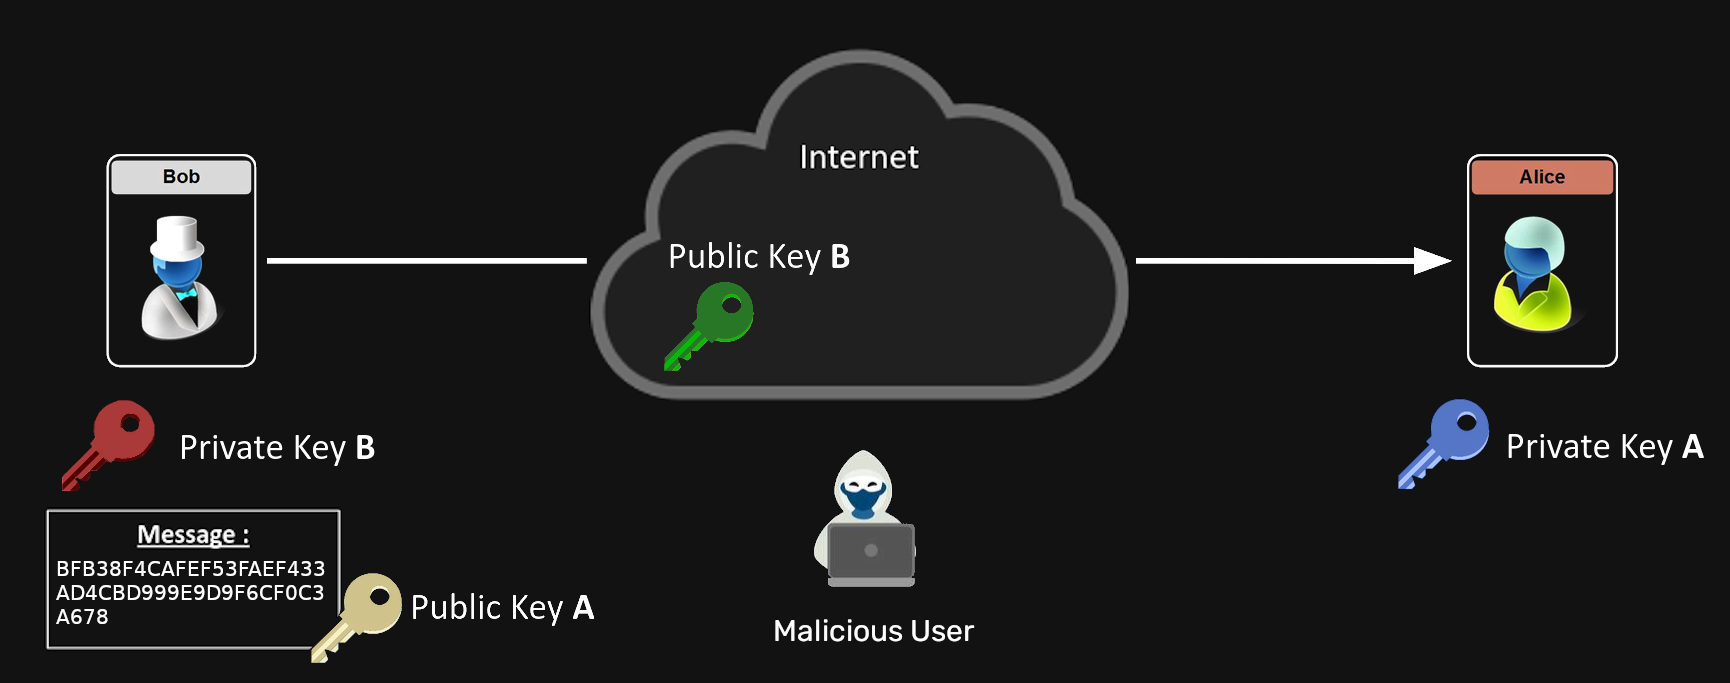 Internet
Bob
Alice
Public Key B
Private Key B
Private Key A
Message :
BFB38F4CAFEF53FAEF433
AD4CBD999E9D9F6CF0C3
A678
Public Key A
Malicious User